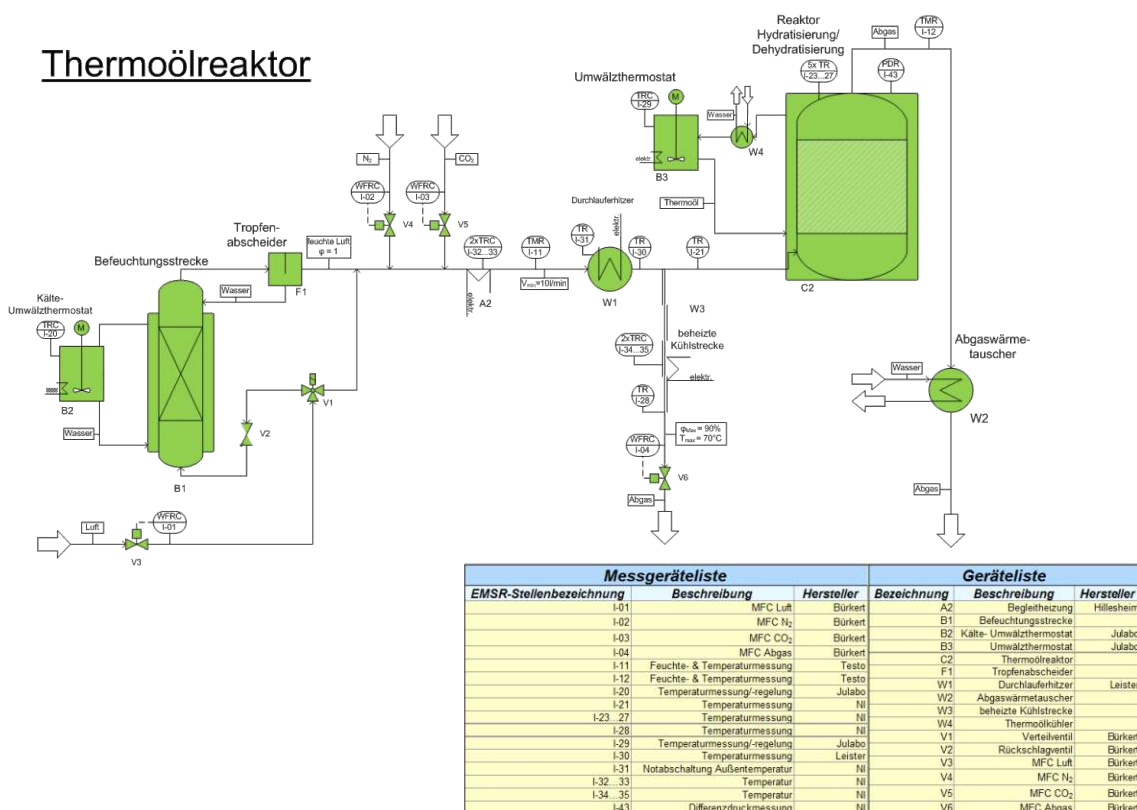 Thermoölreaktor
Reaktor
Hydratisierung/
Dehydratisierung
Abgas
TMR
I-12
5x TR
I-23...27
PDR
I-43
Umwälzthermostat
TRC
I-29
M
Wasser
W4
elektr.
B3
Thermoöl
C2
N₂
CO₂
WFRC
I-02
V4
WFRC
I-03
V5
Durchlauferhitzer
elektr.
TR
I-31
TR
I-30
TR
I-21
W1
2xTRC
I-32...33
elektr.
A2
TMR
I-11
V̇min=10l/min
Tropfen-
abscheider
feuchte Luft
φ = 1
F1
Befeuchtungsstrecke
Wasser
Kälte-
Umwälzthermostat
TRC
I-20
M
B2
Wasser
B1
V2
V1
Luft
WFRC
I-01
V3
W3
beheizte
Kühlstrecke
2xTRC
I-34...35
elektr.
TR
I-28
φMax = 90%
Tmax = 70°C
WFRC
I-04
V6
Abgas
Abgaswärme-
tauscher
Wasser
W2
Abgas
Messgeräteliste
EMSR-Stellenbezeichnung Beschreibung Hersteller
I-01 MFC Luft Bürkert
I-02 MFC N₂ Bürkert
I-03 MFC CO₂ Bürkert
I-04 MFC Abgas Bürkert
I-11 Feuchte- & Temperaturmessung Testo
I-12 Feuchte- & Temperaturmessung Testo
I-20 Temperaturmessung/-regelung Julabo
I-21 Temperaturmessung NI
I-23...27 Temperaturmessung NI
I-28 Temperaturmessung NI
I-29 Temperaturmessung/-regelung Julabo
I-30 Temperaturmessung Leister
I-31 Notabschaltung Außentemperatur NI
I-32...33 Temperatur NI
I-34...35 Temperatur NI
I-43 Differenzdruckmessung NI
Geräteliste
Bezeichnung Beschreibung Hersteller
A2 Begleitheizung Hillesheim
B1 Befeuchtungsstrecke
B2 Kälte- Umwälzthermostat Julabo
B3 Umwälzthermostat Julabo
C2 Thermoölreaktor
F1 Tropfenabscheider
W1 Durchlauferhitzer Leister
W2 Abgaswärmetauscher
W3 beheizte Kühlstrecke
W4 Thermoölkühler
V1 Verteilventil Bürkert
V2 Rückschlagventil Bürkert
V3 MFC Luft Bürkert
V4 MFC N₂ Bürkert
V5 MFC CO₂ Bürkert
V6 MFC Abgas Bürkert